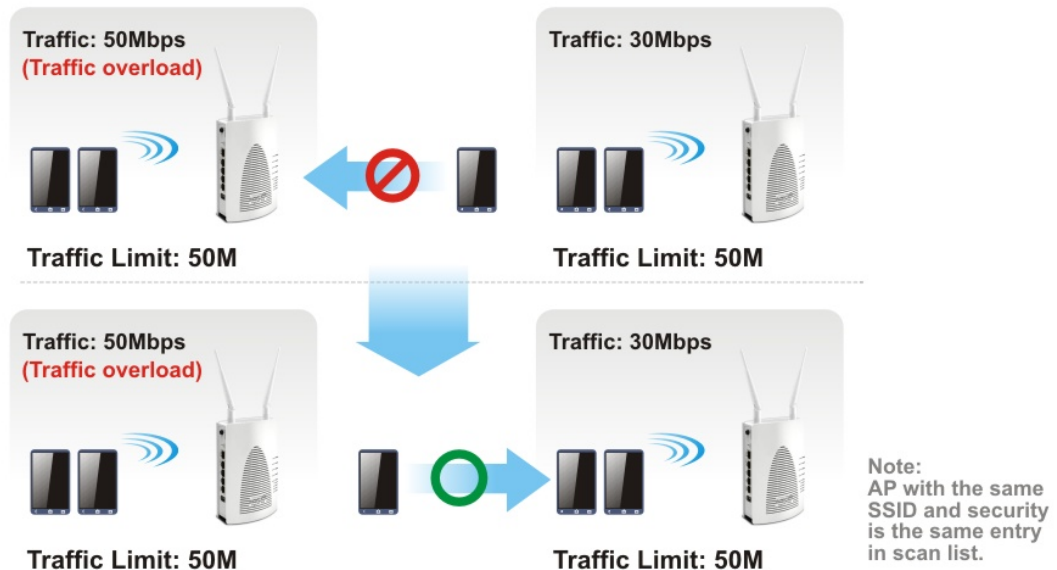 Traffic: 50Mbps
(Traffic overload)
Traffic: 30Mbps
Traffic Limit: 50M
Traffic Limit: 50M
Traffic: 50Mbps
(Traffic overload)
Traffic: 30Mbps
Traffic Limit: 50M
Traffic Limit: 50M
Note:
AP with the same
SSID and security
is the same entry
in scan list.